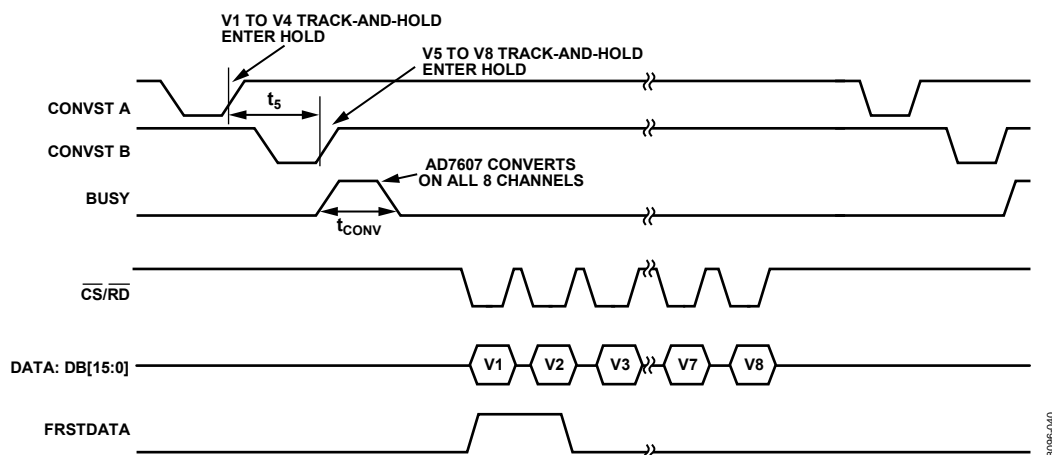 V1 TO V4 TRACK-AND-HOLD
ENTER HOLD
V5 TO V8 TRACK-AND-HOLD
ENTER HOLD
CONVST A
t5
CONVST B
AD7607 CONVERTS
ON ALL 8 CHANNELS
BUSY
tCONV
CS/RD
DATA: DB[15:0]
V1
V2
V3
V7
V8
FRSTDATA